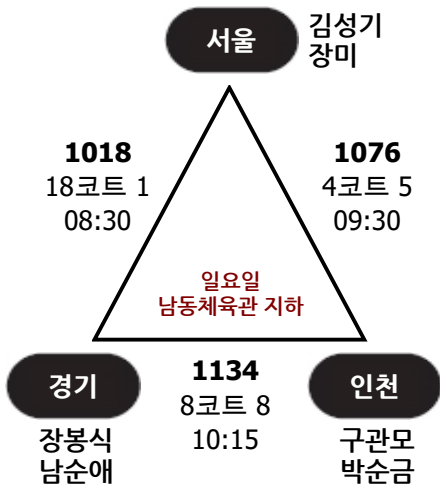 서울
김성기
장미
1018
18코트 1
08:30
1076
4코트 5
09:30
일요일
남동체육관 지하
경기
장봉식
남순애
1134
8코트 8
10:15
인천
구관모
박순금